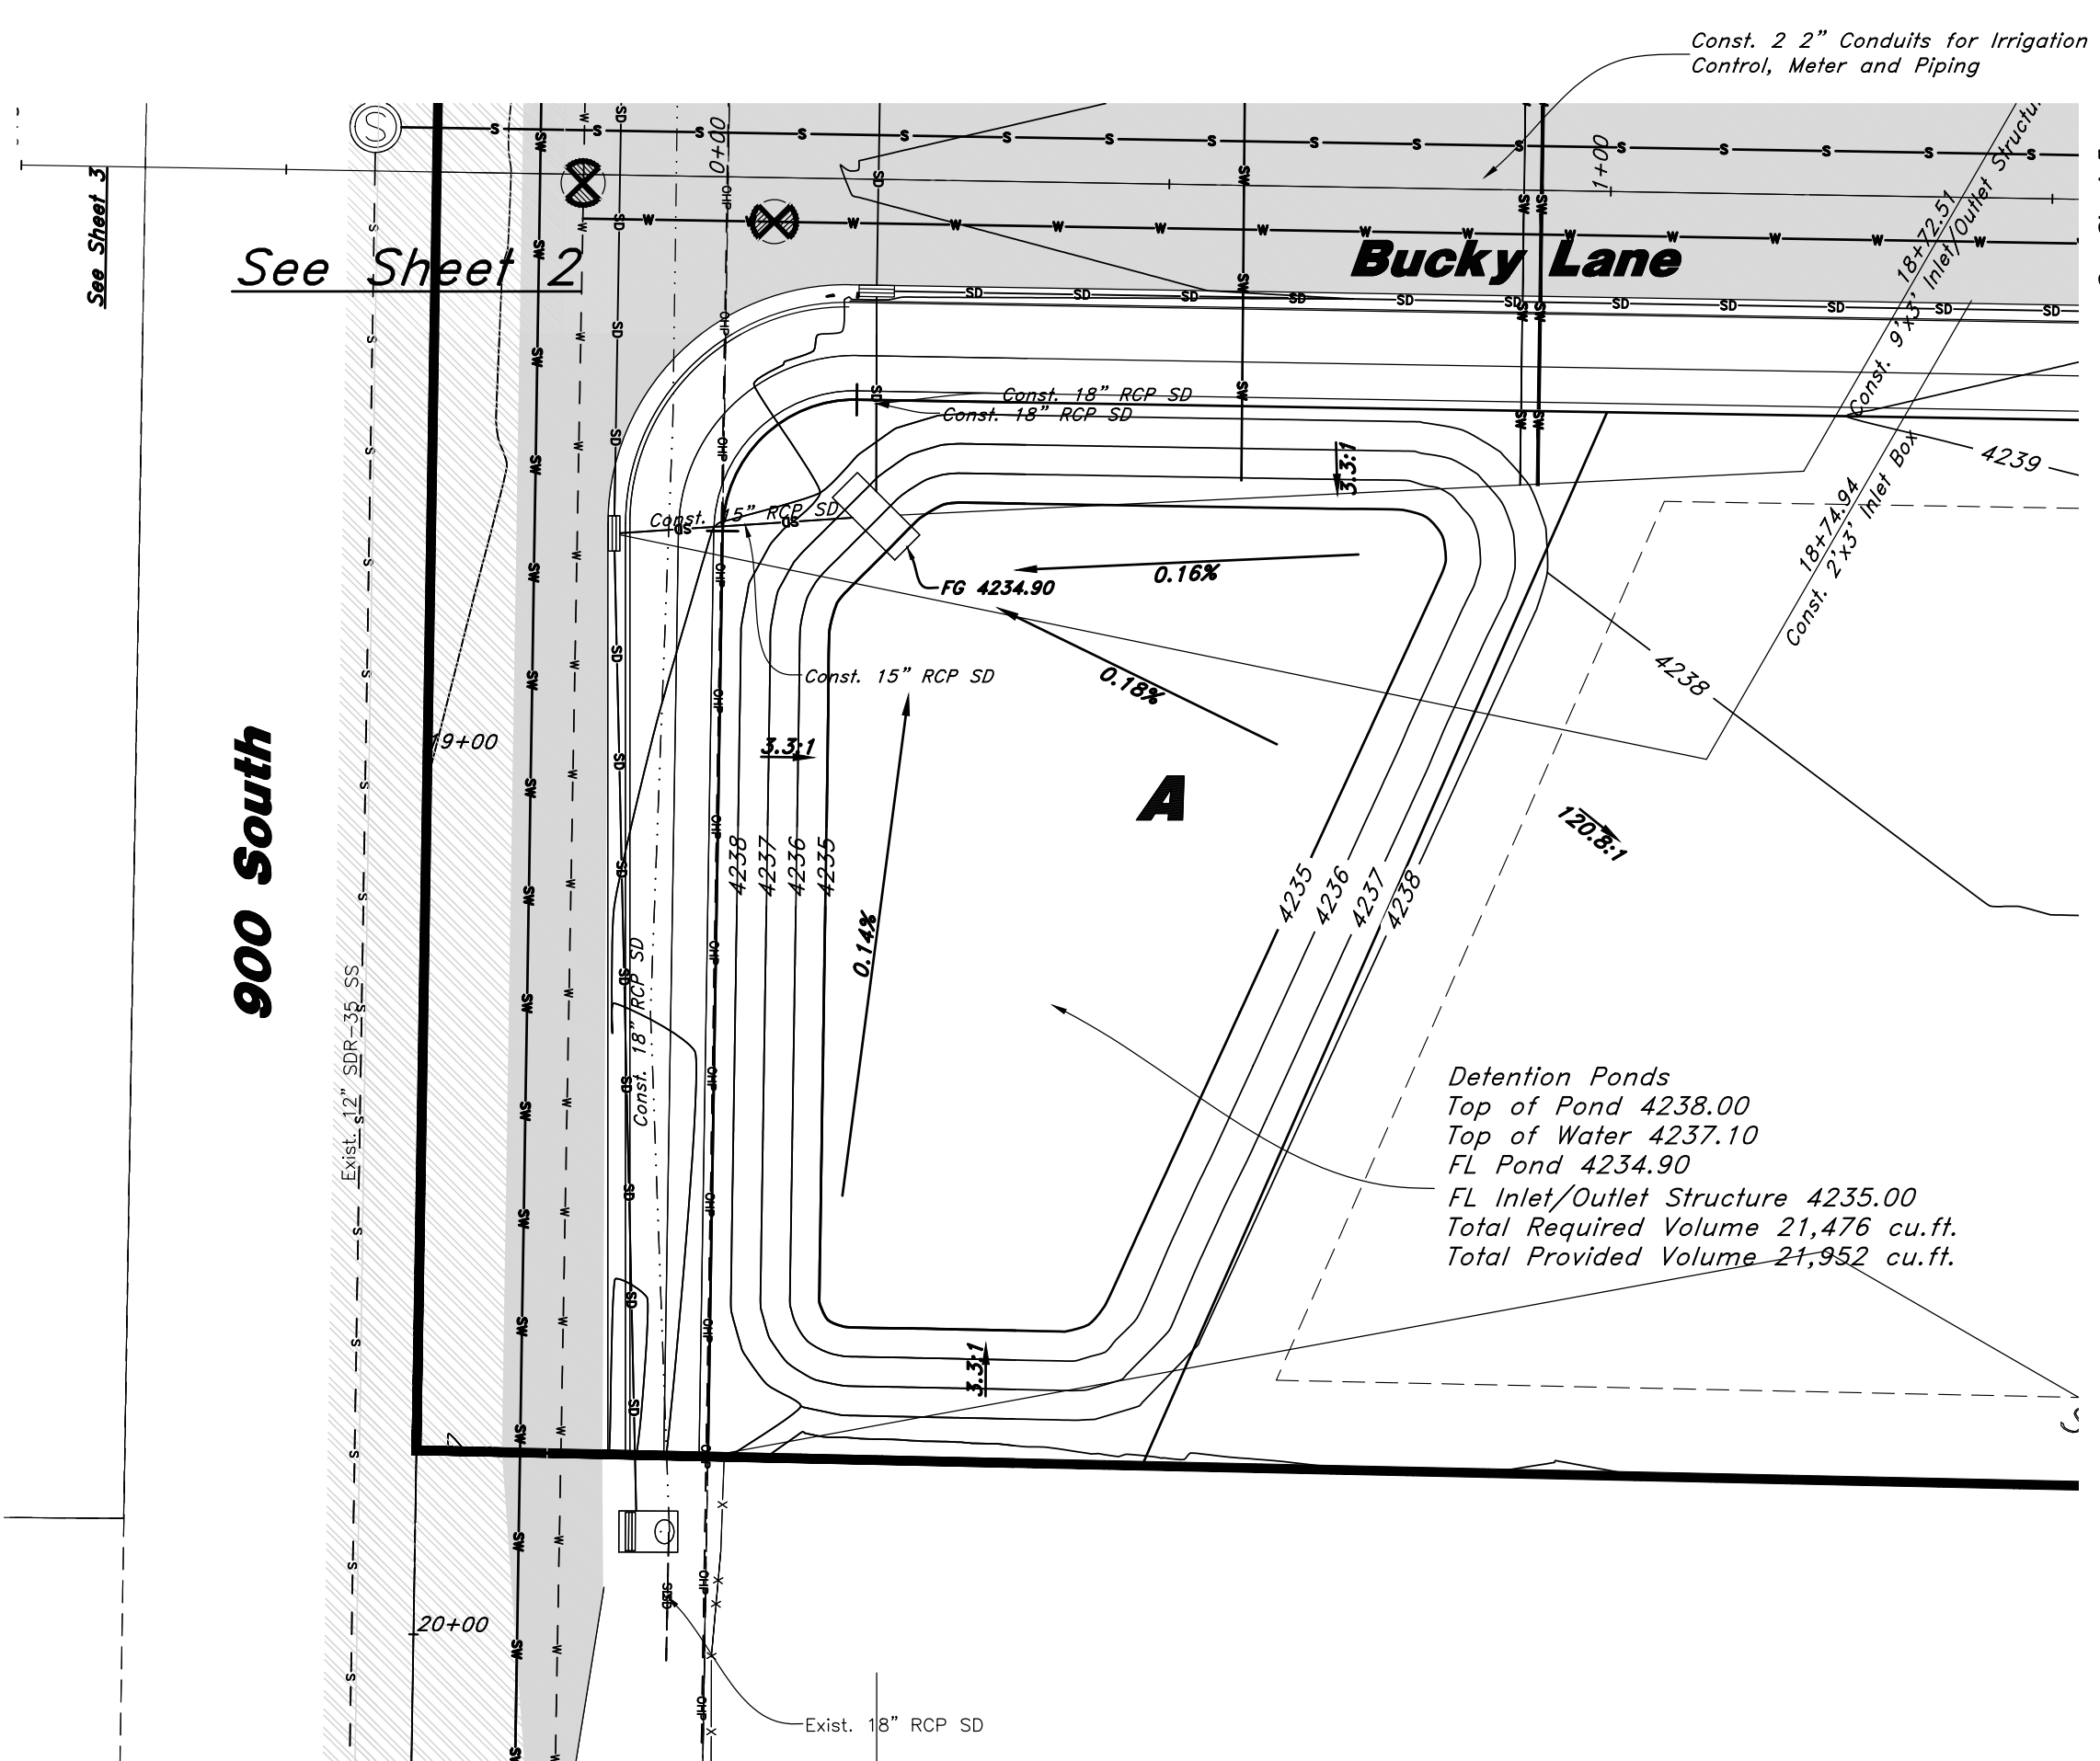 Const. 2 2" Conduits for Irrigation
Control, Meter and Piping
See Sheet 3
See Sheet 2
0+00
1+00
Bucky Lane
18+72.51
Const. 9'x3' Inlet/Outlet Structu
18+74.94
Const. 2'x3' Inlet Box
Const. 18" RCP SD
Const. 18" RCP SD
3.3:1
4239
Const. 15" RCP SD
FG 4234.90
0.16%
0.18%
Const. 15" RCP SD
4238
3.3:1
900 South
19+00
A
120.8:1
4238
4237
4236
4235
0.14%
4235
4236
4237
4238
Const. 18" RCP SD
Exist. 12" SDR-35 SS
Detention Ponds
Top of Pond 4238.00
Top of Water 4237.10
FL Pond 4234.90
FL Inlet/Outlet Structure 4235.00
Total Required Volume 21,476 cu.ft.
Total Provided Volume 21,952 cu.ft.
3.3:1
20+00
Exist. 18" RCP SD